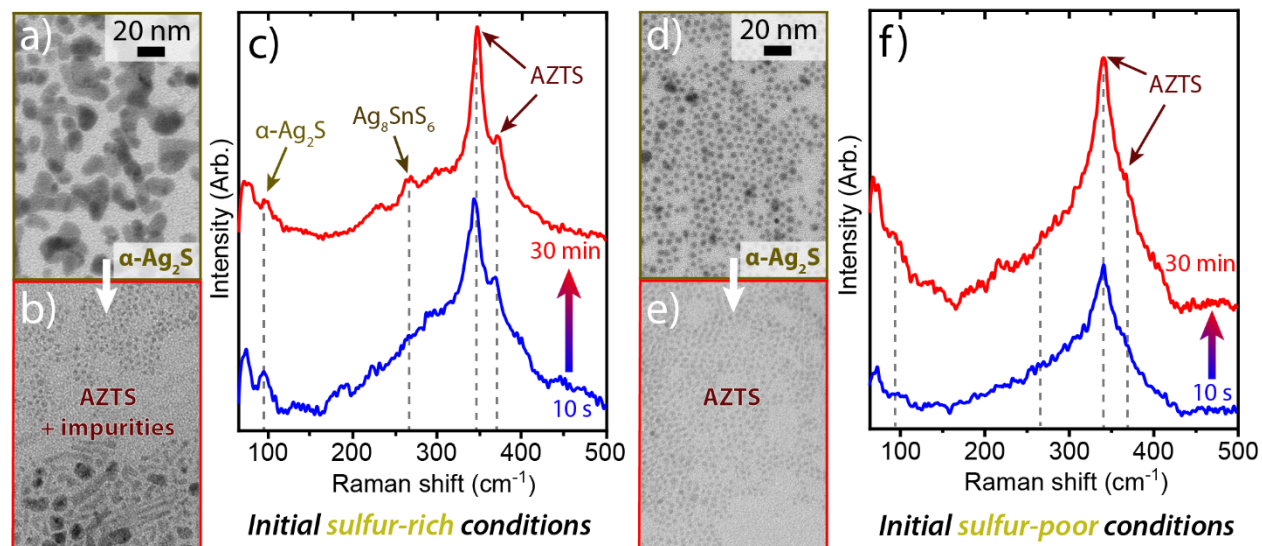 a)
20 nm
α-Ag₂S
b)
AZTS
+ impurities
c)
α-Ag₂S
Ag₈SnS₆
AZTS
30 min
10 s
Intensity (Arb.)
100 200 300 400 500
Raman shift (cm⁻¹)
Initial sulfur-rich conditions
d)
20 nm
α-Ag₂S
e)
AZTS
f)
AZTS
30 min
10 s
Intensity (Arb.)
100 200 300 400 500
Raman shift (cm⁻¹)
Initial sulfur-poor conditions